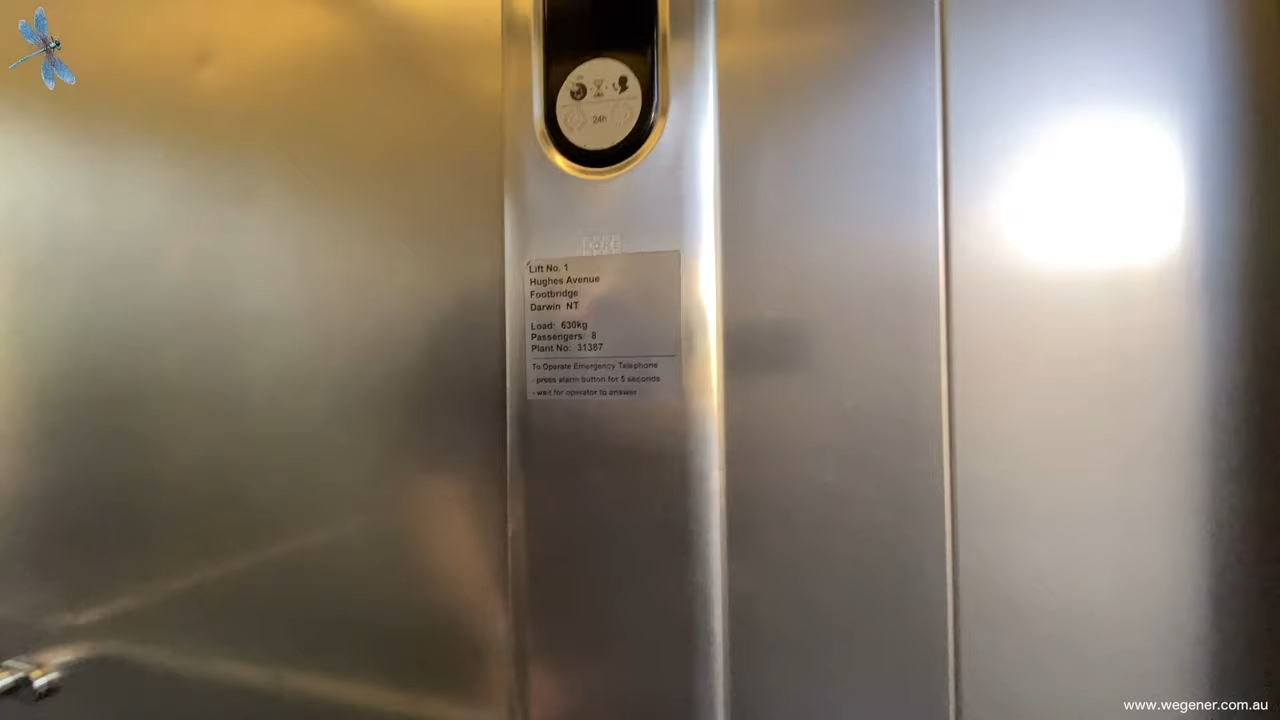 24h
KONE
Lift No. 1
Hughes Avenue
Footbridge
Darwin NT
Load: 630kg
Passengers: 8
Plant No: 31387
To Operate Emergency Telephone
- press alarm button for 5 seconds
- wait for operator to answer
www.wegener.com.au